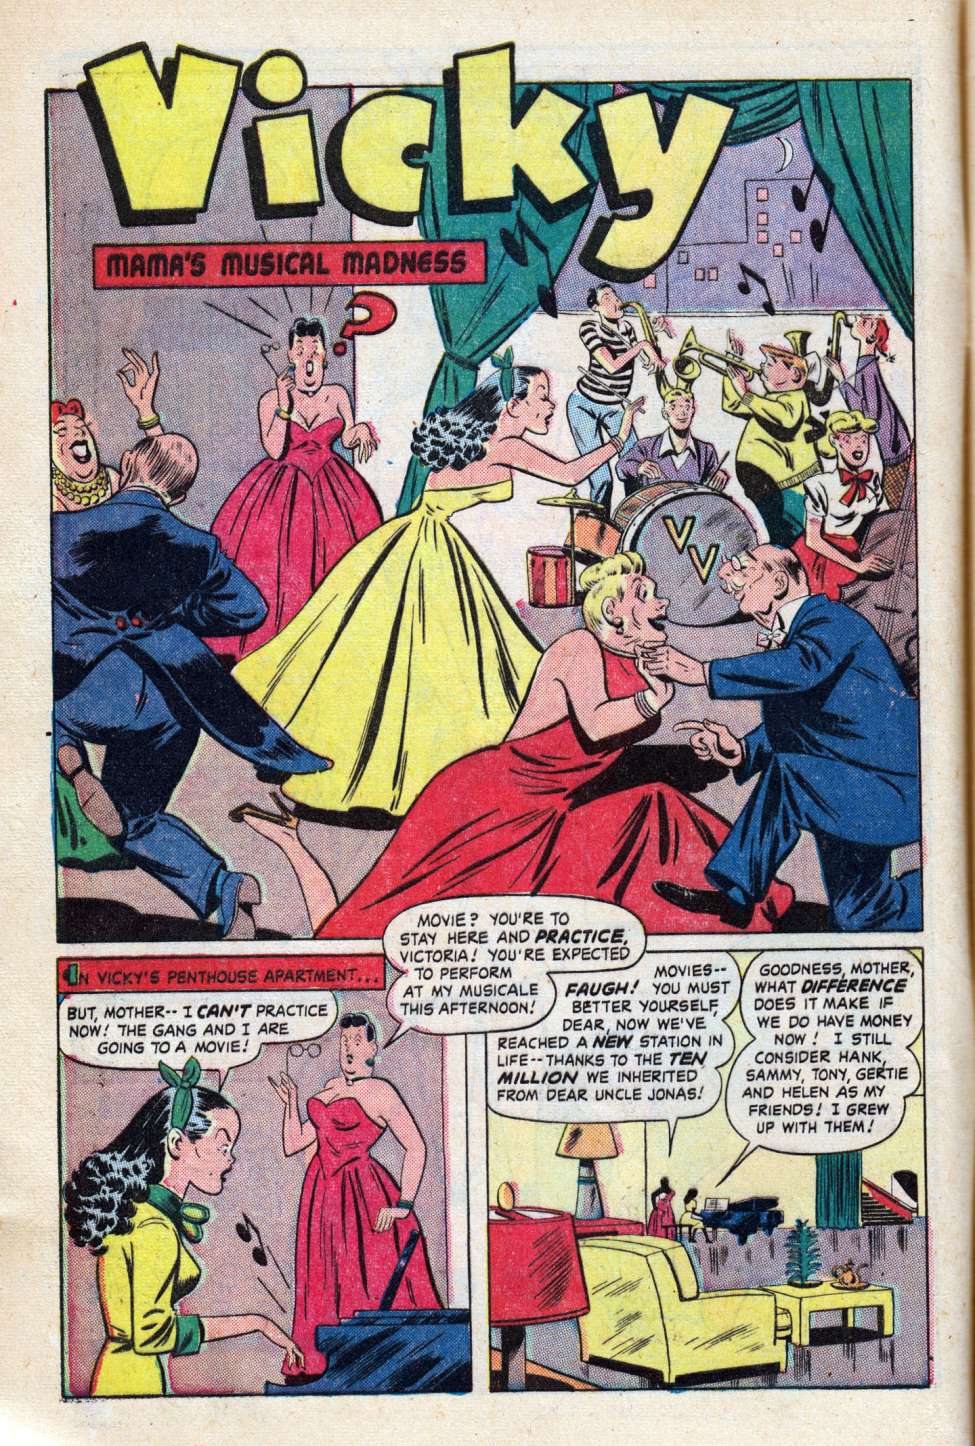 Vicky
MAMA'S MUSICAL MADNESS
?
V V
IN VICKY'S PENTHOUSE APARTMENT...
BUT, MOTHER-- I CAN'T PRACTICE
NOW! THE GANG AND I ARE
GOING TO A MOVIE!
MOVIE? YOU'RE TO
STAY HERE AND PRACTICE,
VICTORIA! YOU'RE EXPECTED
TO PERFORM
AT MY MUSICALE
THIS AFTERNOON!
MOVIES--
FAUGH! YOU MUST
BETTER YOURSELF,
DEAR, NOW WE'VE
REACHED A NEW STATION IN
LIFE--THANKS TO THE TEN
MILLION WE INHERITED
FROM DEAR UNCLE JONAS!
GOODNESS, MOTHER,
WHAT DIFFERENCE
DOES IT MAKE IF
WE DO HAVE MONEY
NOW! I STILL
CONSIDER HANK,
SAMMY, TONY, GERTIE
AND HELEN AS MY
FRIENDS! I GREW
UP WITH THEM!